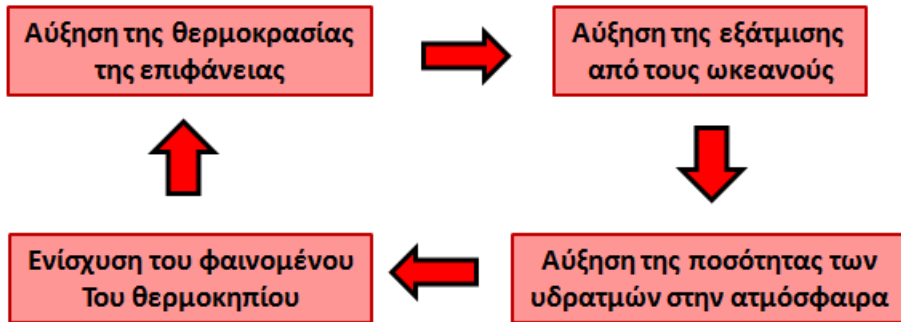 Αύξηση της θερμοκρασίας
της επιφάνειας
Αύξηση της εξάτμισης
από τους ωκεανούς
Αύξηση της ποσότητας των
υδρατμών στην ατμόσφαιρα
Ενίσχυση του φαινομένου
Του θερμοκηπίου